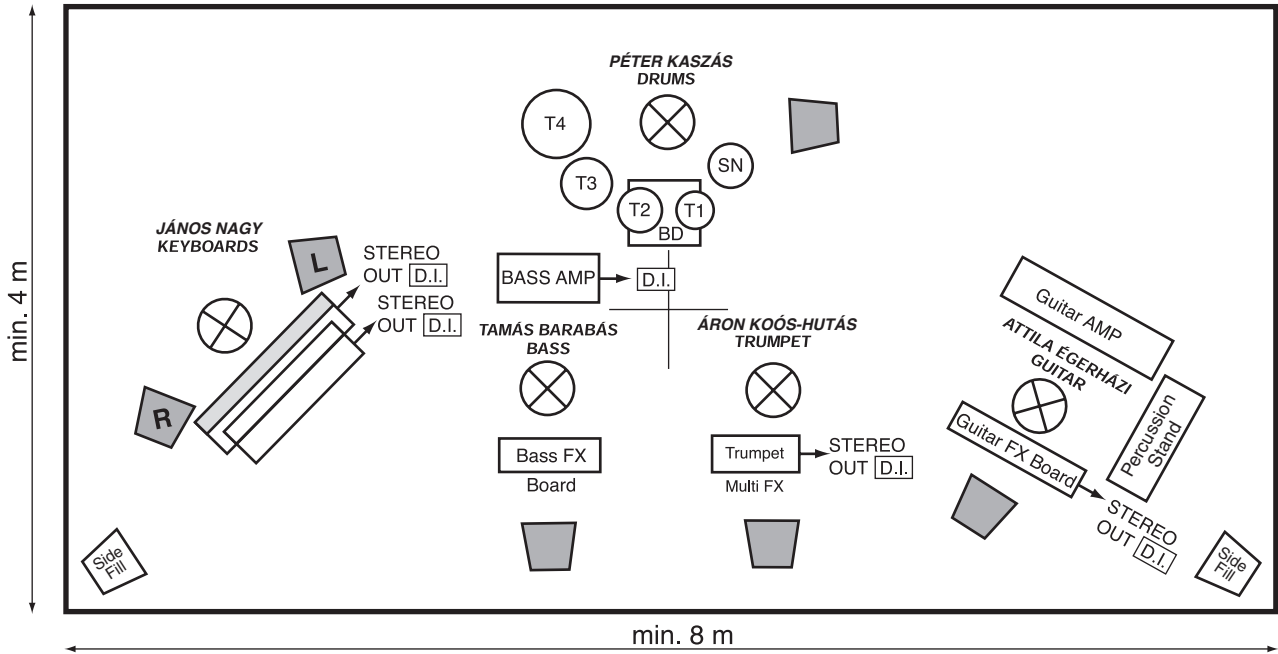 PÉTER KASZÁS
DRUMS
T4
SN
T3
T2
T1
BD
JÁNOS NAGY
KEYBOARDS
L
STEREO
OUT D.I.
STEREO
OUT D.I.
R
BASS AMP
D.I.
TAMÁS BARABÁS
BASS
Bass FX
Board
ÁRON KOÓS-HUTÁS
TRUMPET
Trumpet
Multi FX
STEREO
OUT D.I.
Guitar AMP
ATTILA ÉGERHÁZI
GUITAR
Guitar FX Board
Percussion
Stand
STEREO
OUT D.I.
Side
Fill
Side
Fill
min. 4 m
min. 8 m